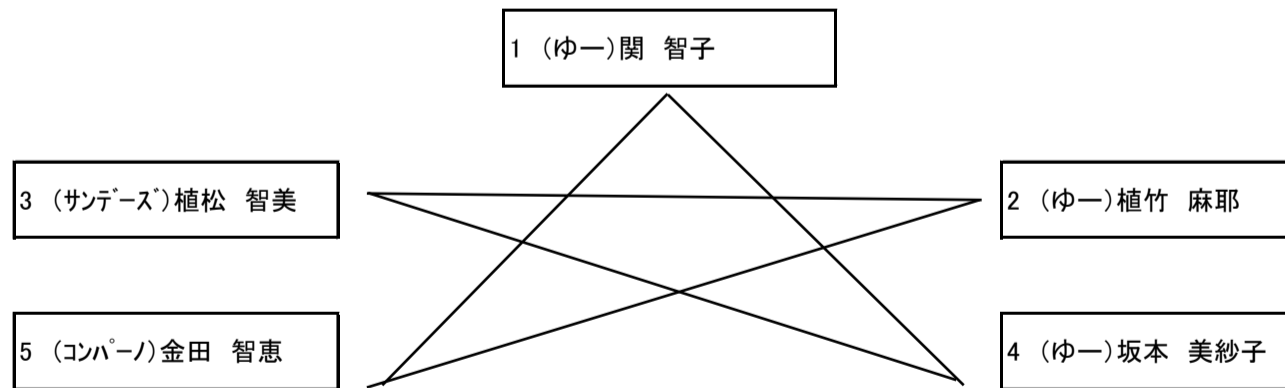 1 (ゆー)関 智子
3 (サンデーズ)植松 智美
2 (ゆー)植竹 麻耶
5 (コンパーノ)金田 智恵
4 (ゆー)坂本 美紗子